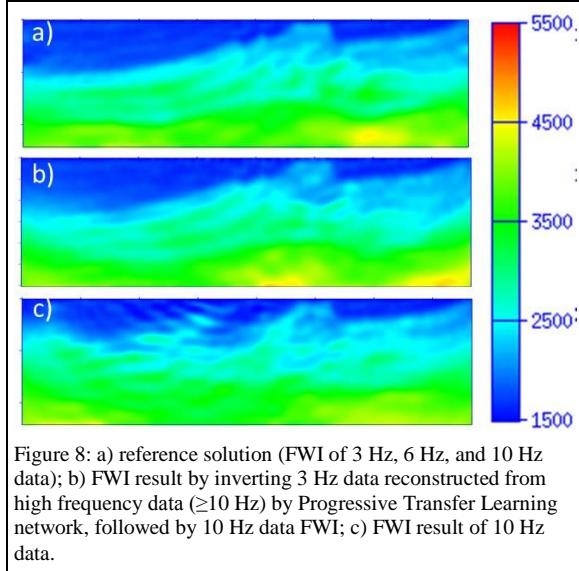 a)
b)
c)
5500
4500
3500
2500
1500
Figure 8: a) reference solution (FWI of 3 Hz, 6 Hz, and 10 Hz
data); b) FWI result by inverting 3 Hz data reconstructed from
high frequency data (≥10 Hz) by Progressive Transfer Learning
network, followed by 10 Hz data FWI; c) FWI result of 10 Hz
data.